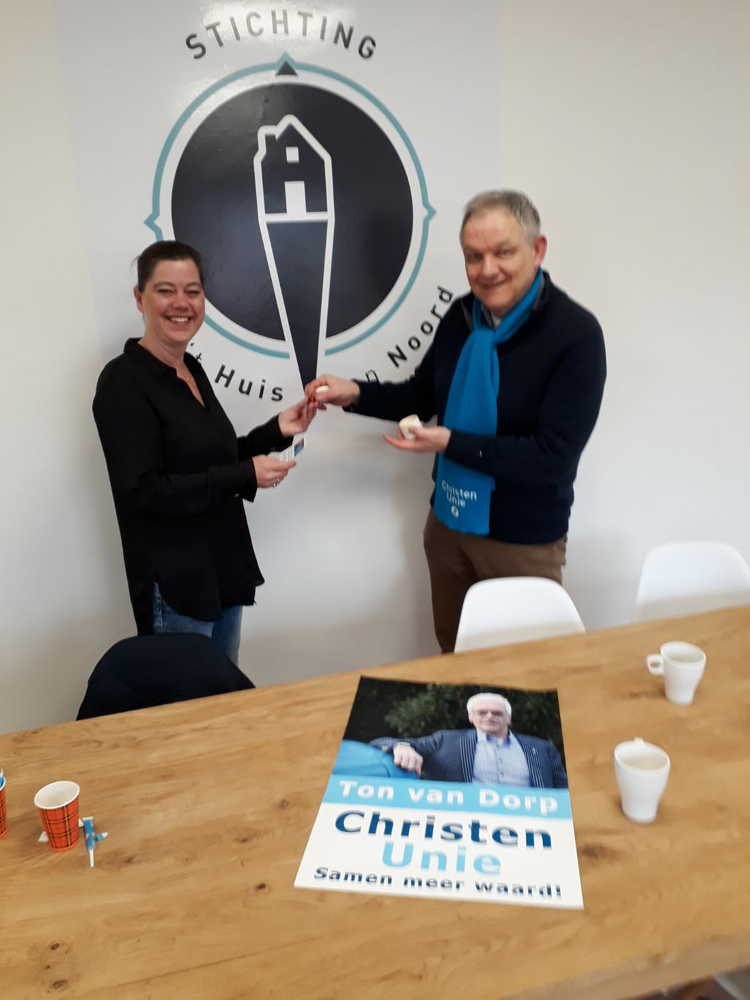 STICHTING
't Huis
Noord
Christen
Unie
Ton van Dorp
Christen
Unie
Samen meer waard!